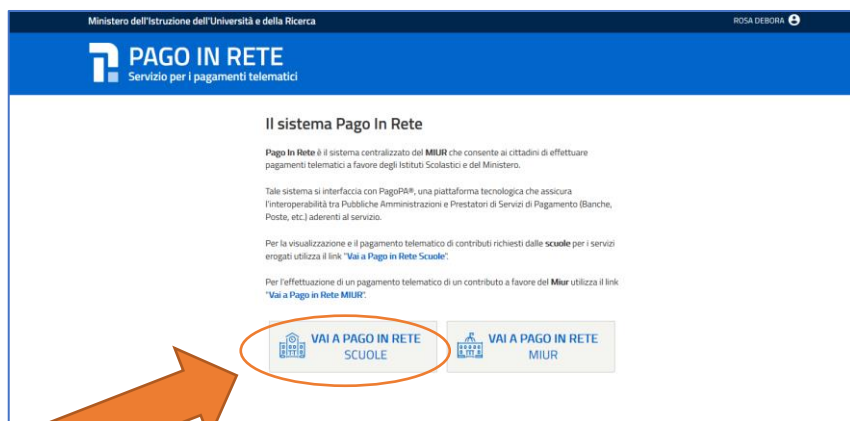 Ministero dell'Istruzione dell'Università e della Ricerca
ROSA DEBORA
PAGO IN RETE
Servizio per i pagamenti telematici
Il sistema Pago In Rete
Pago In Rete è il sistema centralizzato del MIUR che consente ai cittadini di effettuare
pagamenti telematici a favore degli Istituti Scolastici e del Ministero.
Tale sistema si interfaccia con PagoPA®, una piattaforma tecnologica che assicura
l'interoperabilità tra Pubbliche Amministrazioni e Prestatori di Servizi di Pagamento (Banche,
Poste, etc.) aderenti al servizio.
Per la visualizzazione e il pagamento telematico di contributi richiesti dalle scuole per i servizi
erogati utilizza il link "Vai a Pago in Rete Scuole".
Per l'effettuazione di un pagamento telematico di un contributo a favore del Miur utilizza il link
"Vai a Pago in Rete MIUR".
VAI A PAGO IN RETE
SCUOLE
VAI A PAGO IN RETE
MIUR